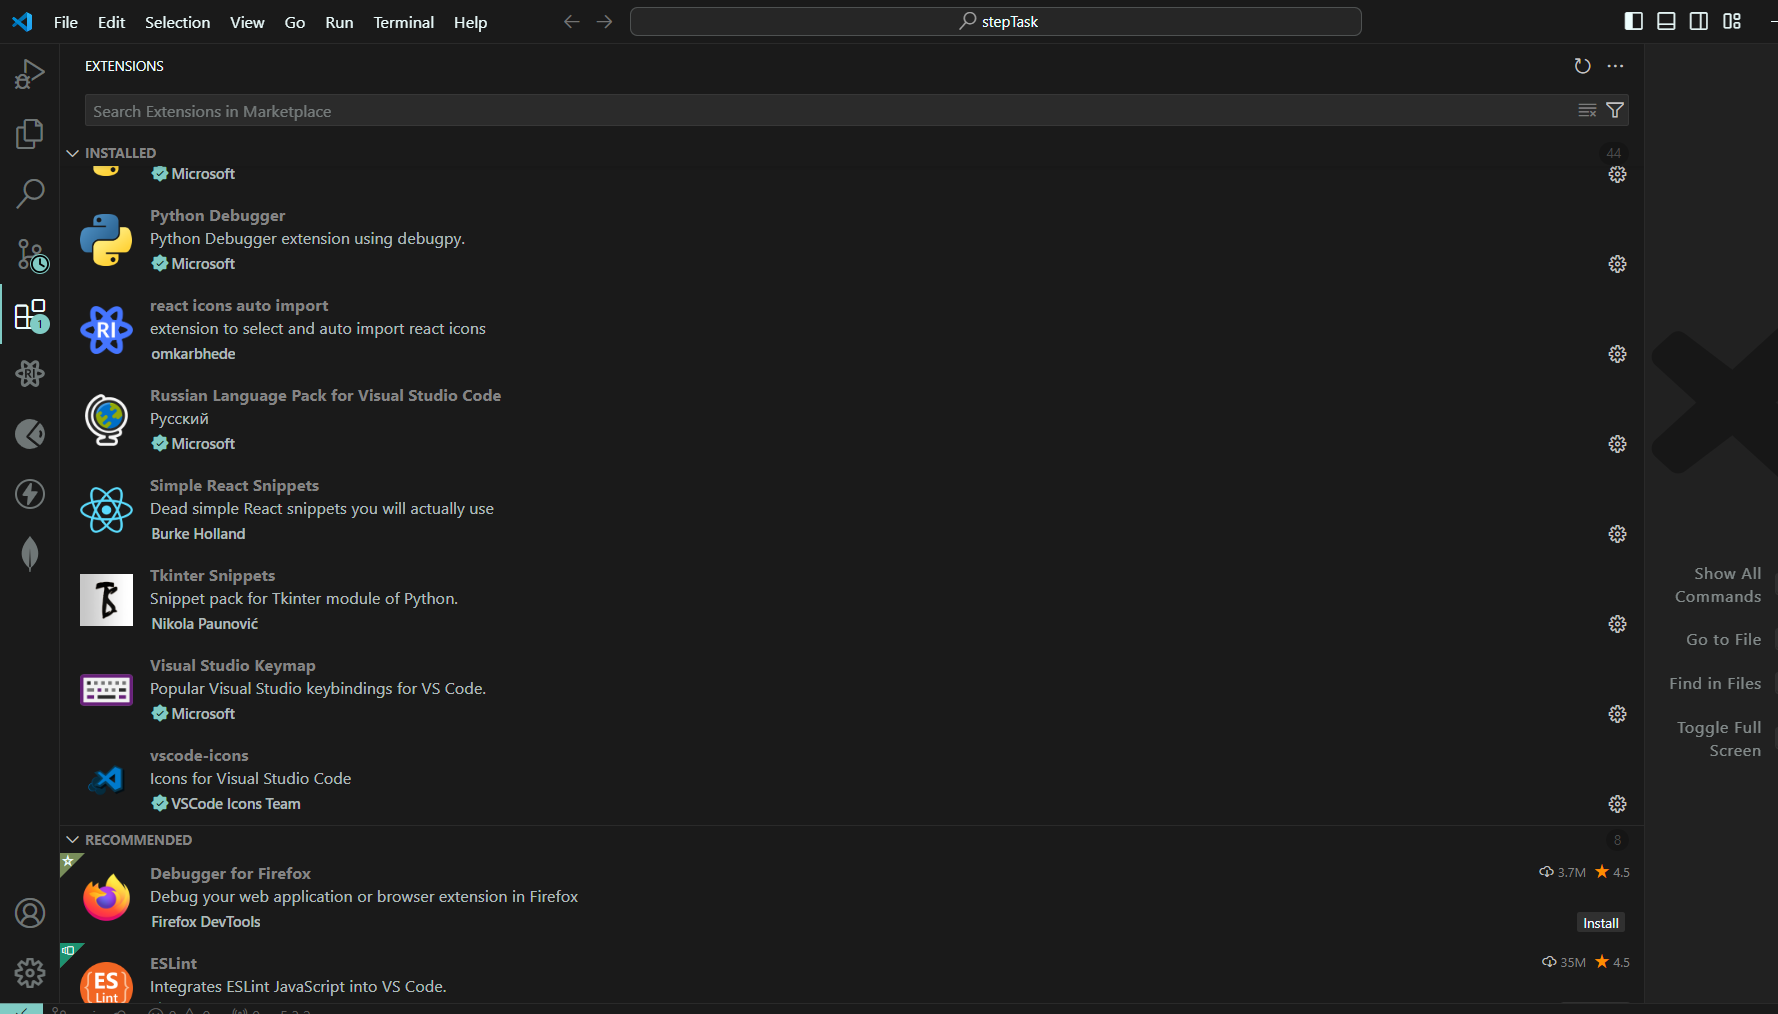 File Edit Selection View Go Run Terminal Help
stepTask
EXTENSIONS
Search Extensions in Marketplace
INSTALLED 44
Microsoft
Python Debugger
Python Debugger extension using debugpy.
Microsoft
react icons auto import
extension to select and auto import react icons
omkarbhede
Russian Language Pack for Visual Studio Code
Русский
Microsoft
Simple React Snippets
Dead simple React snippets you will actually use
Burke Holland
Tkinter Snippets
Snippet pack for Tkinter module of Python.
Nikola Paunović
Visual Studio Keymap
Popular Visual Studio keybindings for VS Code.
Microsoft
vscode-icons
Icons for Visual Studio Code
VSCode Icons Team
RECOMMENDED 8
Debugger for Firefox 3.7M 4.5
Debug your web application or browser extension in Firefox
Firefox DevTools
Install
ESLint 35M 4.5
Integrates ESLint JavaScript into VS Code.
1
RI
RI
ES
Lint
Show All
Commands
Go to File
Find in Files
Toggle Full
Screen